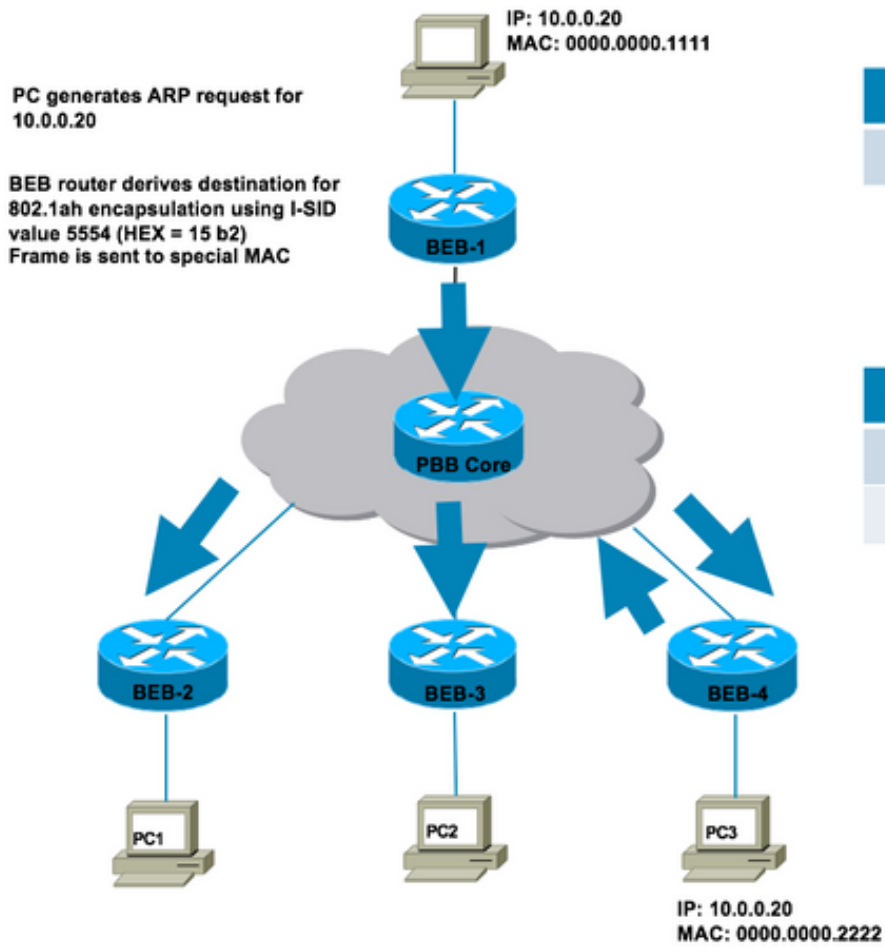 IP: 10.0.0.20
MAC: 0000.0000.1111
PC generates ARP request for
10.0.0.20
BEB router derives destination for
802.1ah encapsulation using I-SID
value 5554 (HEX = 15 b2)
Frame is sent to special MAC
BEB-1
PBB Core
BEB-2
BEB-3
BEB-4
PC1
PC2
PC3
IP: 10.0.0.20
MAC: 0000.0000.2222